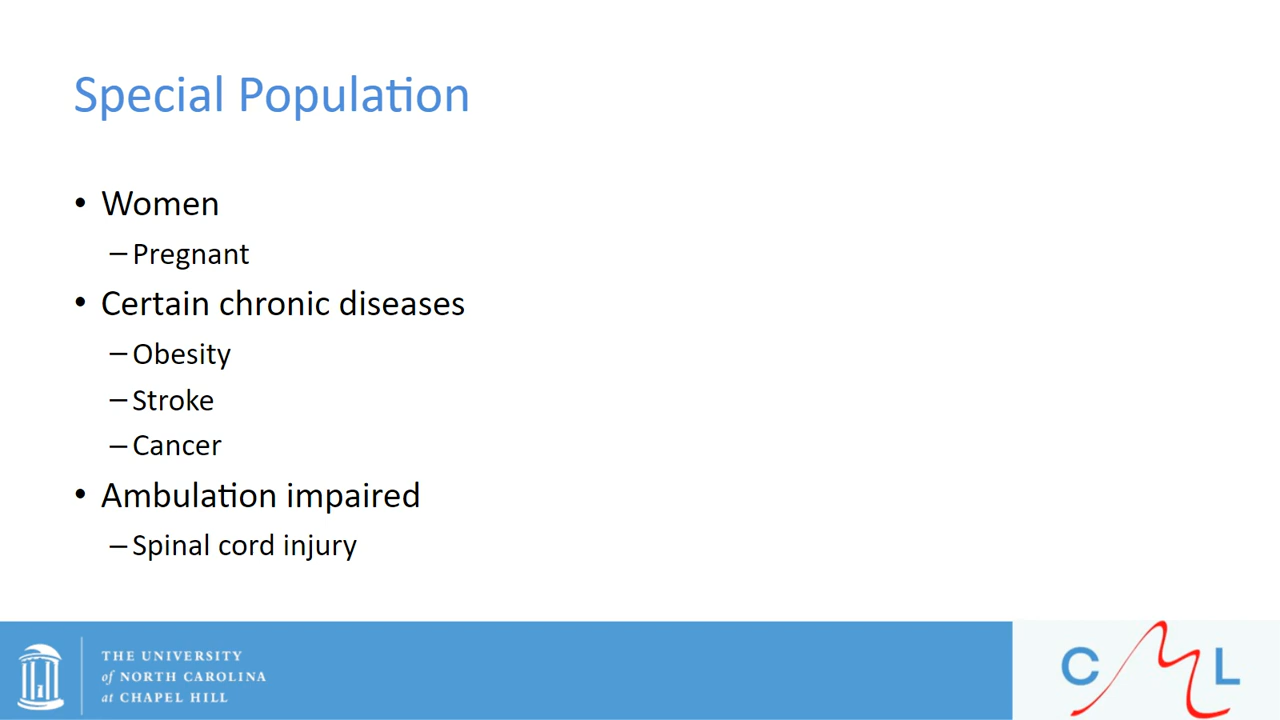 Special Population
• Women
– Pregnant
• Certain chronic diseases
– Obesity
– Stroke
– Cancer
• Ambulation impaired
– Spinal cord injury
THE UNIVERSITY
of NORTH CAROLINA
at CHAPEL HILL
CML